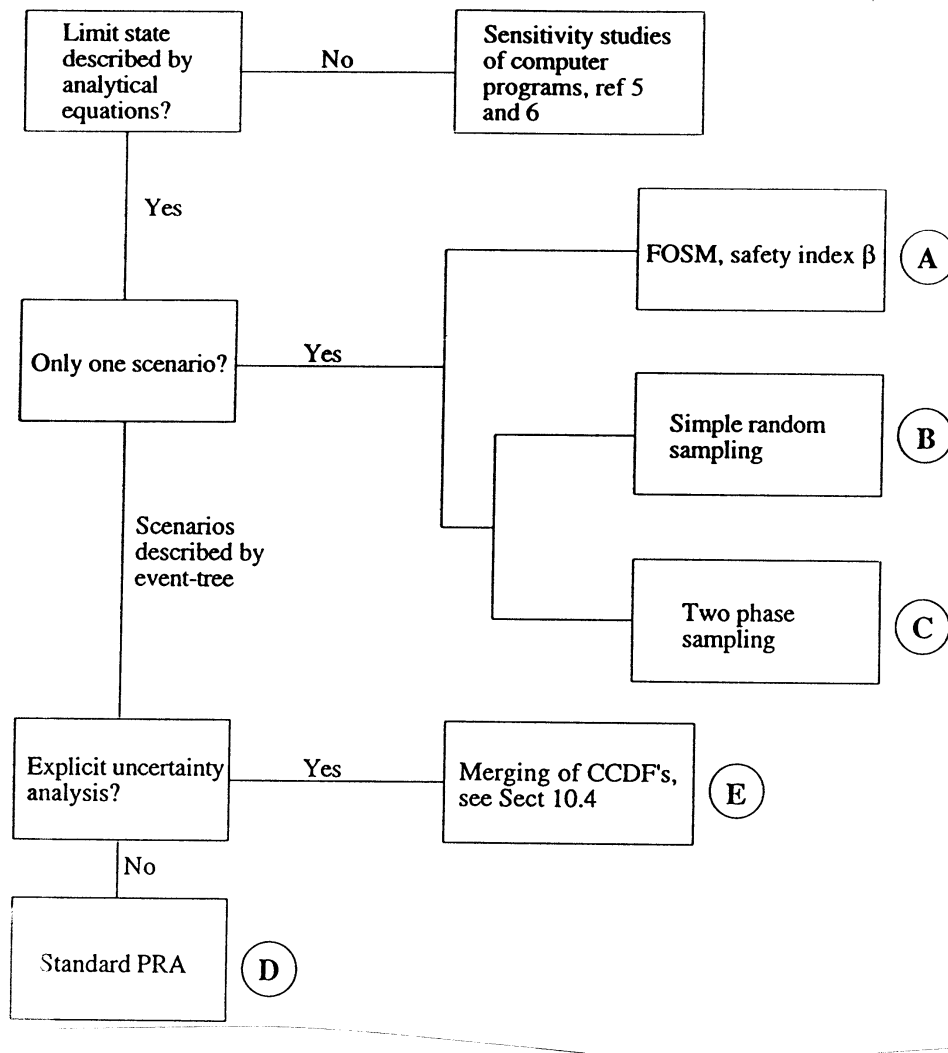 Limit state
described by
analytical
equations?
No
Sensitivity studies
of computer
programs, ref 5
and 6
Yes
FOSM, safety index β
A
Only one scenario?
Yes
Simple random
sampling
B
Scenarios
described by
event-tree
Two phase
sampling
C
Explicit uncertainty
analysis?
Yes
Merging of CCDF's,
see Sect 10.4
E
No
Standard PRA
D